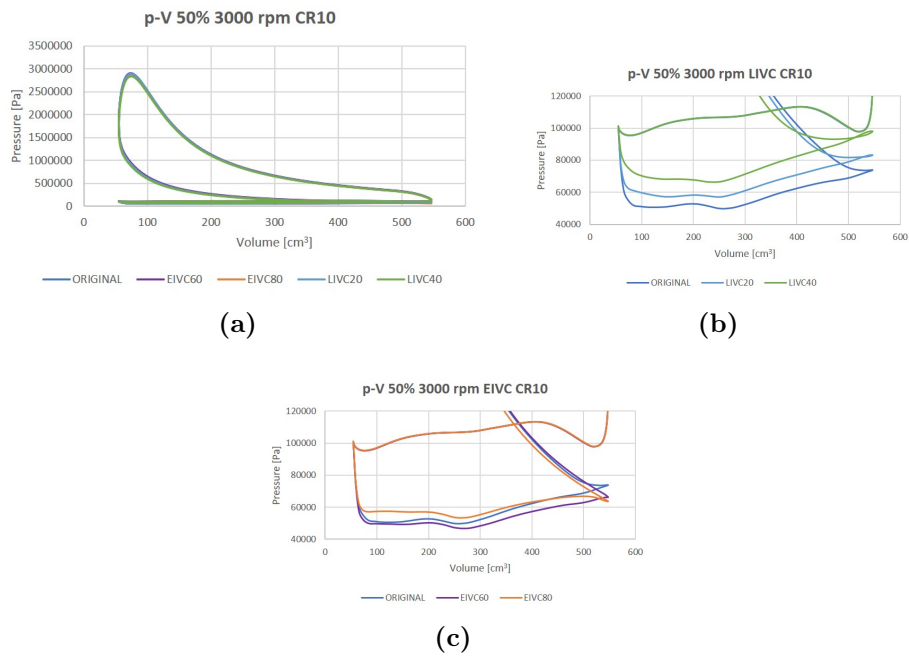 p-V 50% 3000 rpm CR10
Pressure [Pa]
3500000
3000000
2500000
2000000
1500000
1000000
500000
0
0 100 200 300 400 500 600
Volume [cm³]
ORIGINAL EIVC60 EIVC80 LIVC20 LIVC40
(a)
p-V 50% 3000 rpm LIVC CR10
Pressure [Pa]
120000
100000
80000
60000
40000
0 100 200 300 400 500 600
Volume [cm³]
ORIGINAL LIVC20 LIVC40
(b)
p-V 50% 3000 rpm EIVC CR10
Pressure [Pa]
120000
100000
80000
60000
40000
0 100 200 300 400 500 600
Volume [cm³]
ORIGINAL EIVC60 EIVC80
(c)